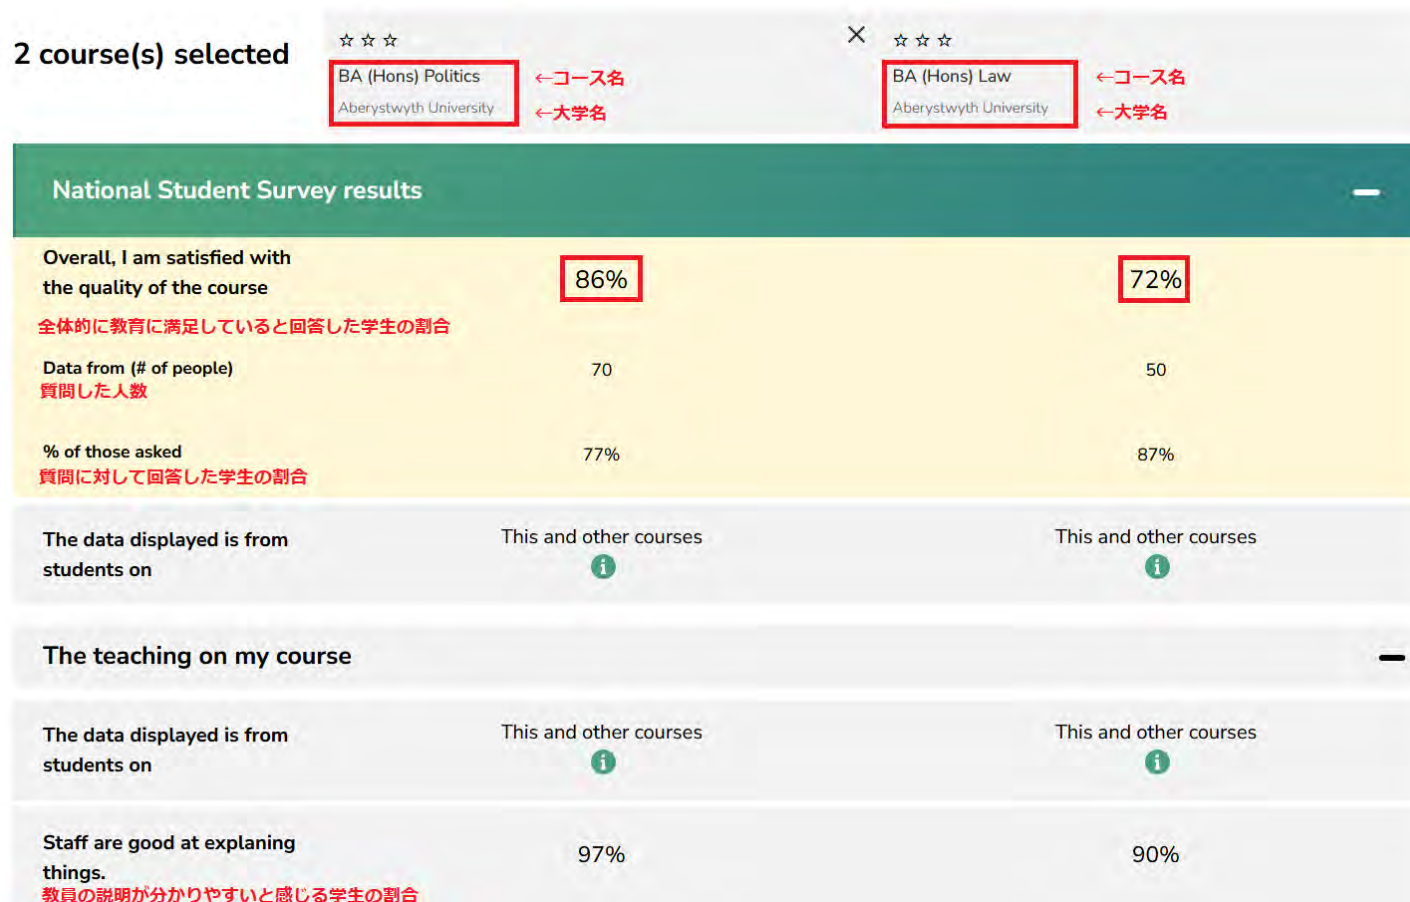 2 course(s) selected
☆ ☆ ☆
BA (Hons) Politics ←コース名
Aberystwyth University ←大学名
☆ ☆ ☆
BA (Hons) Law ←コース名
Aberystwyth University ←大学名
National Student Survey results
Overall, I am satisfied with
the quality of the course
86% 72%
全体的に教育に満足していると回答した学生の割合
Data from (# of people) 70 50
質問した人数
% of those asked 77% 87%
質問に対して回答した学生の割合
The data displayed is from
students on
This and other courses This and other courses
The teaching on my course
The data displayed is from
students on
This and other courses This and other courses
Staff are good at explaning
things.
97% 90%
教員の説明が分かりやすいと感じる学生の割合